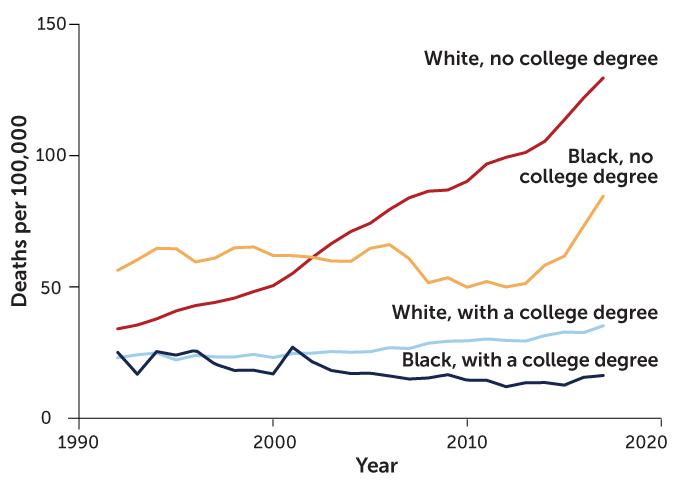 150
White, no college degree
Black, no
college degree
100
Deaths per 100,000
50
White, with a college degree
Black, with a college degree
0
1990
2000
2010
2020
Year